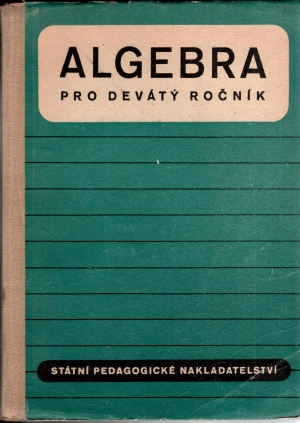 ALGEBRA
PRO DEVÁTÝ ROČNÍK
STÁTNÍ PEDAGOGICKÉ NAKLADATELSTVÍ